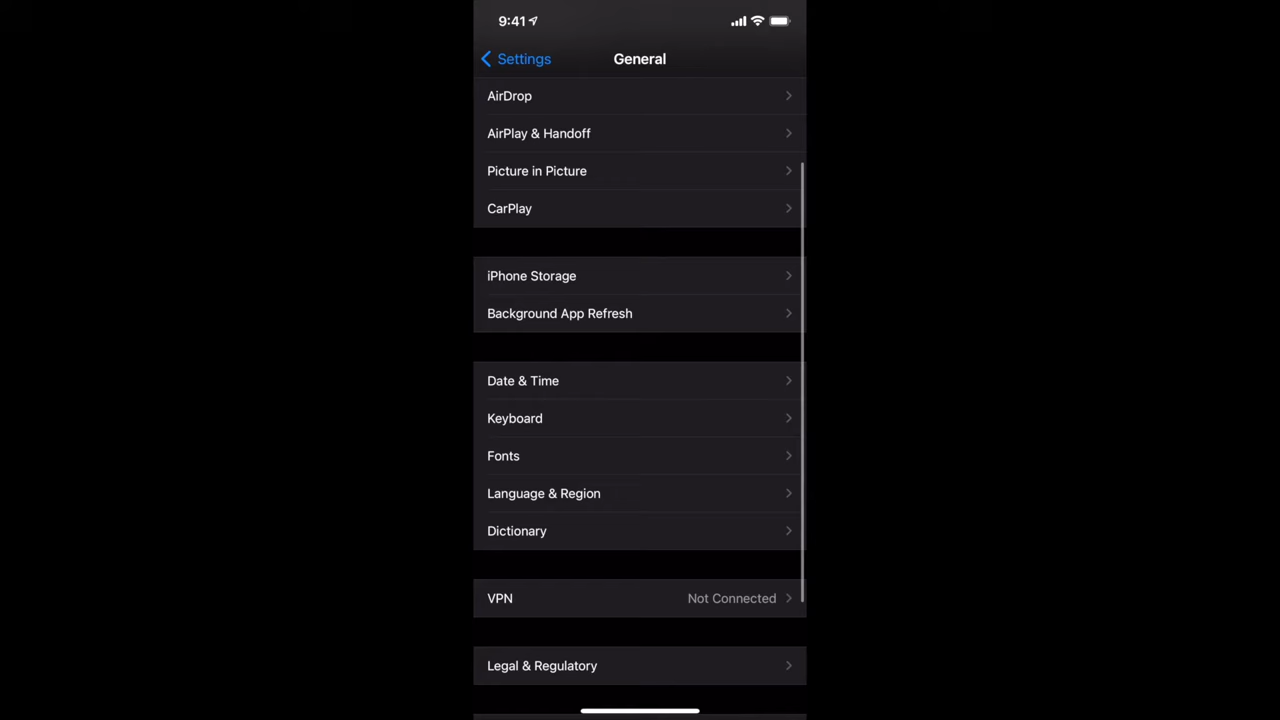 9:41
Settings
General
AirDrop
AirPlay & Handoff
Picture in Picture
CarPlay
iPhone Storage
Background App Refresh
Date & Time
Keyboard
Fonts
Language & Region
Dictionary
VPN Not Connected
Legal & Regulatory